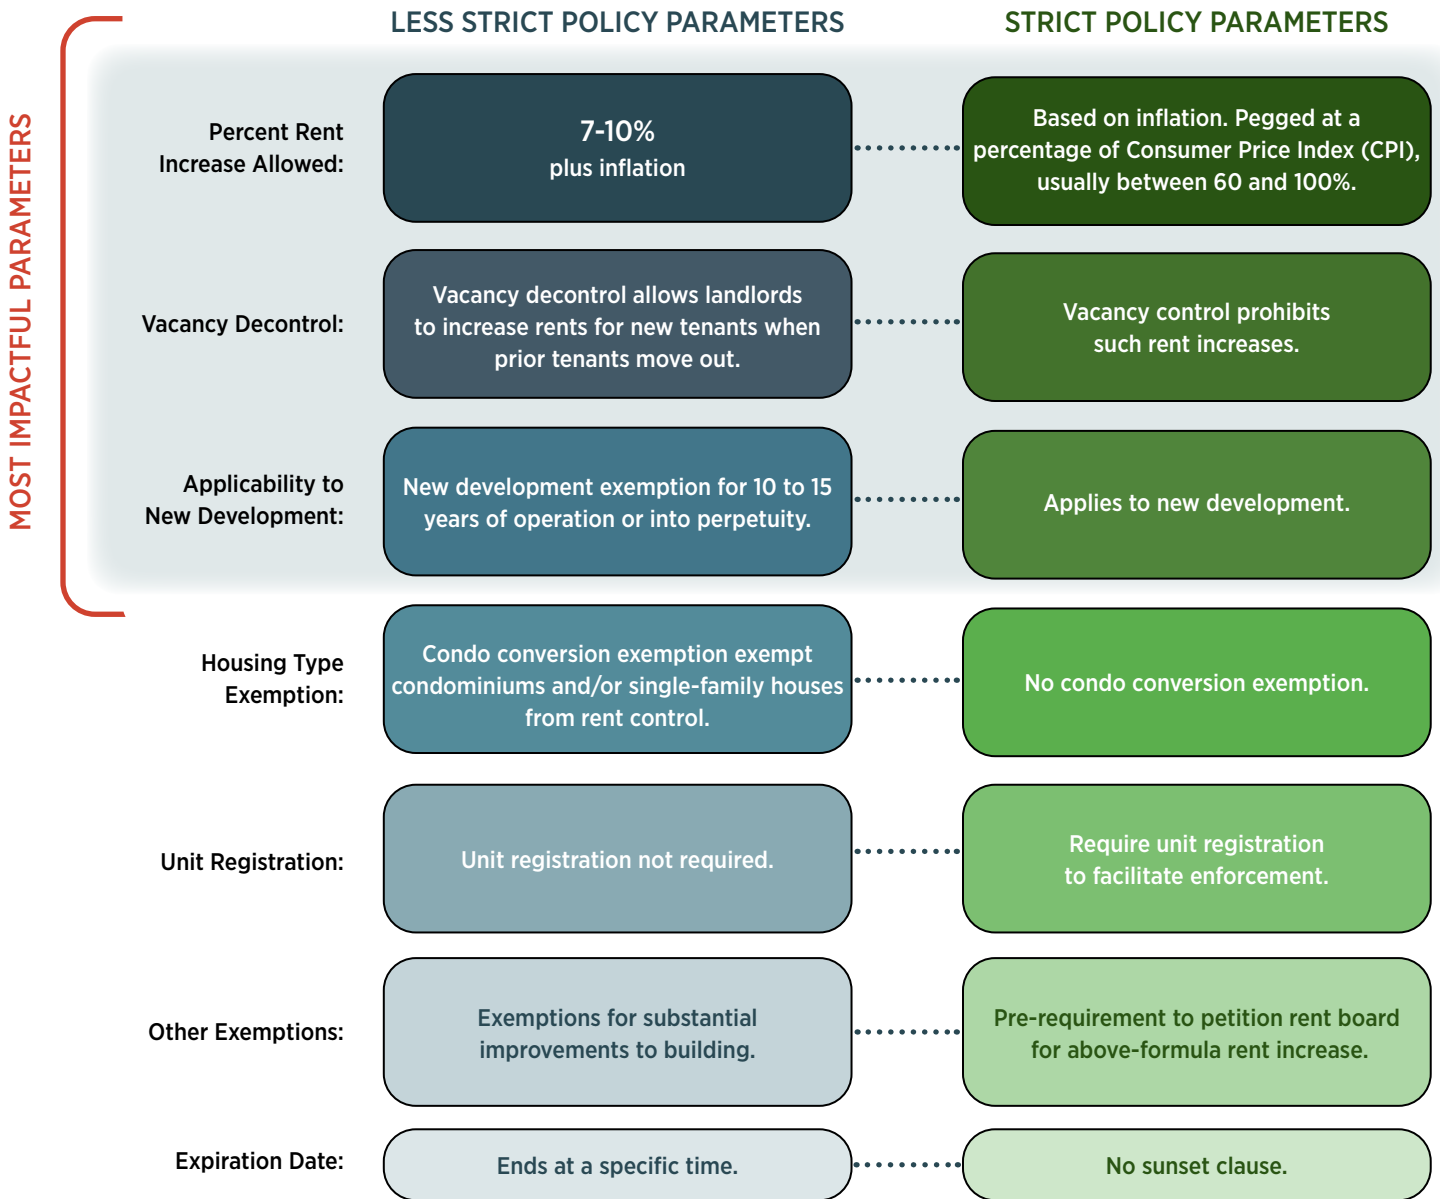 LESS STRICT POLICY PARAMETERS
STRICT POLICY PARAMETERS
MOST IMPACTFUL PARAMETERS
Percent Rent
Increase Allowed:
7-10%
plus inflation
Based on inflation. Pegged at a
percentage of Consumer Price Index (CPI),
usually between 60 and 100%.
Vacancy Decontrol:
Vacancy decontrol allows landlords
to increase rents for new tenants when
prior tenants move out.
Vacancy control prohibits
such rent increases.
Applicability to
New Development:
New development exemption for 10 to 15
years of operation or into perpetuity.
Applies to new development.
Housing Type
Exemption:
Condo conversion exemption exempt
condominiums and/or single-family houses
from rent control.
No condo conversion exemption.
Unit Registration:
Unit registration not required.
Require unit registration
to facilitate enforcement.
Other Exemptions:
Exemptions for substantial
improvements to building.
Pre-requirement to petition rent board
for above-formula rent increase.
Expiration Date:
Ends at a specific time.
No sunset clause.